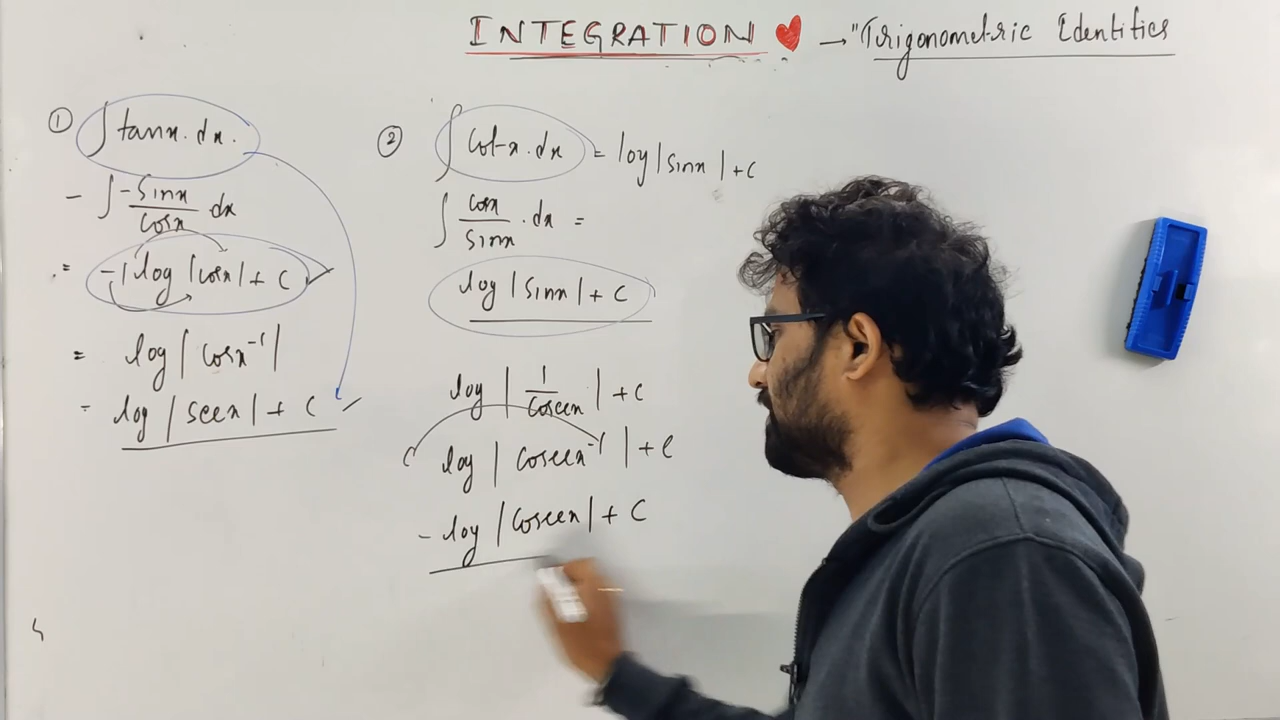 INTEGRATION ❤ → "Trigonometric Identities
① ∫ tanx. dx.
- ∫ -sinx/cosx dx
= -1 log |cosx| + C
= log | cosx⁻¹ |
= log | secx | + C
② ∫ cot x. dx = log | sinx | + C
∫ cosx/sinx . dx =
log | sinx | + C
log | 1/cosecx | + C
log | cosecx⁻¹ | + C
- log | cosecx | + C